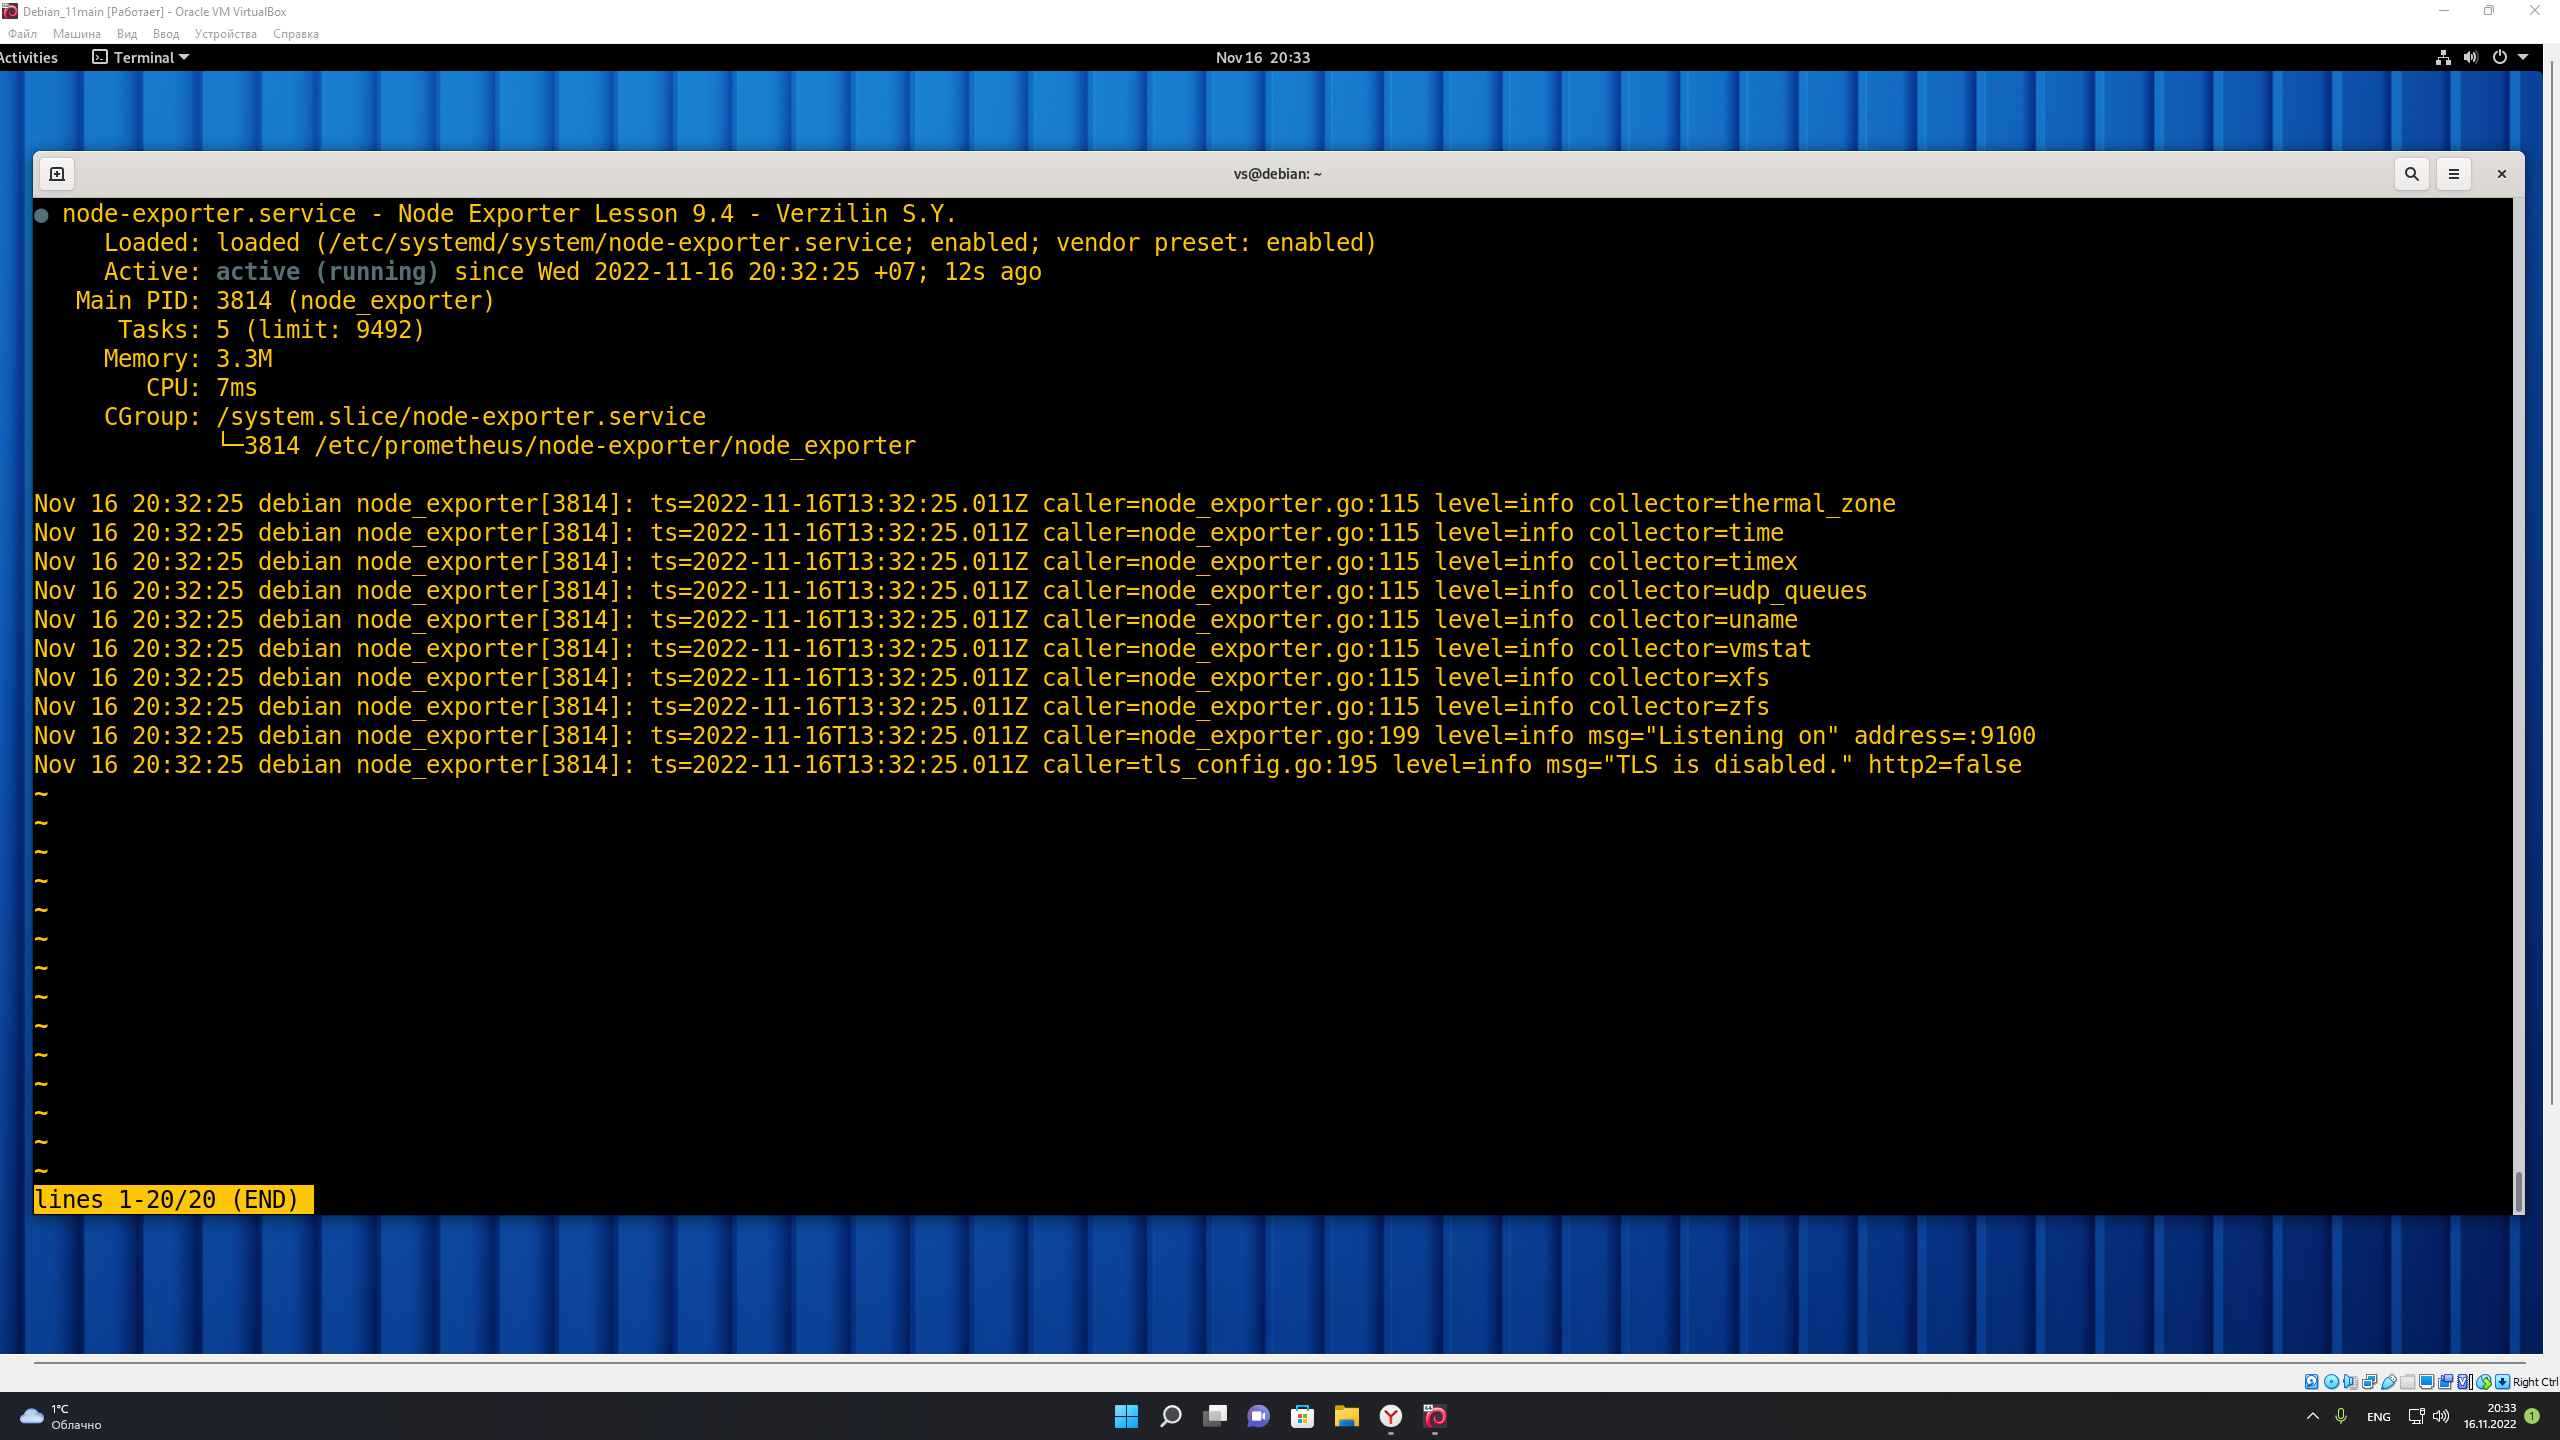 Debian_11main [Работает] - Oracle VM VirtualBox
Файл Машина Вид Ввод Устройства Справка
Activities Terminal Nov 16 20:33
vs@debian: ~
● node-exporter.service - Node Exporter Lesson 9.4 - Verzilin S.Y.
Loaded: loaded (/etc/systemd/system/node-exporter.service; enabled; vendor preset: enabled)
Active: active (running) since Wed 2022-11-16 20:32:25 +07; 12s ago
Main PID: 3814 (node_exporter)
Tasks: 5 (limit: 9492)
Memory: 3.3M
CPU: 7ms
CGroup: /system.slice/node-exporter.service
└─3814 /etc/prometheus/node-exporter/node_exporter
Nov 16 20:32:25 debian node_exporter[3814]: ts=2022-11-16T13:32:25.011Z caller=node_exporter.go:115 level=info collector=thermal_zone
Nov 16 20:32:25 debian node_exporter[3814]: ts=2022-11-16T13:32:25.011Z caller=node_exporter.go:115 level=info collector=time
Nov 16 20:32:25 debian node_exporter[3814]: ts=2022-11-16T13:32:25.011Z caller=node_exporter.go:115 level=info collector=timex
Nov 16 20:32:25 debian node_exporter[3814]: ts=2022-11-16T13:32:25.011Z caller=node_exporter.go:115 level=info collector=udp_queues
Nov 16 20:32:25 debian node_exporter[3814]: ts=2022-11-16T13:32:25.011Z caller=node_exporter.go:115 level=info collector=uname
Nov 16 20:32:25 debian node_exporter[3814]: ts=2022-11-16T13:32:25.011Z caller=node_exporter.go:115 level=info collector=vmstat
Nov 16 20:32:25 debian node_exporter[3814]: ts=2022-11-16T13:32:25.011Z caller=node_exporter.go:115 level=info collector=xfs
Nov 16 20:32:25 debian node_exporter[3814]: ts=2022-11-16T13:32:25.011Z caller=node_exporter.go:115 level=info collector=zfs
Nov 16 20:32:25 debian node_exporter[3814]: ts=2022-11-16T13:32:25.011Z caller=node_exporter.go:199 level=info msg="Listening on" address=:9100
Nov 16 20:32:25 debian node_exporter[3814]: ts=2022-11-16T13:32:25.011Z caller=tls_config.go:195 level=info msg="TLS is disabled." http2=false
~
~
~
~
~
~
~
~
~
~
~
~
~
~
lines 1-20/20 (END)
Right Ctrl
1°C
Облачно
ENG
20:33
16.11.2022
1